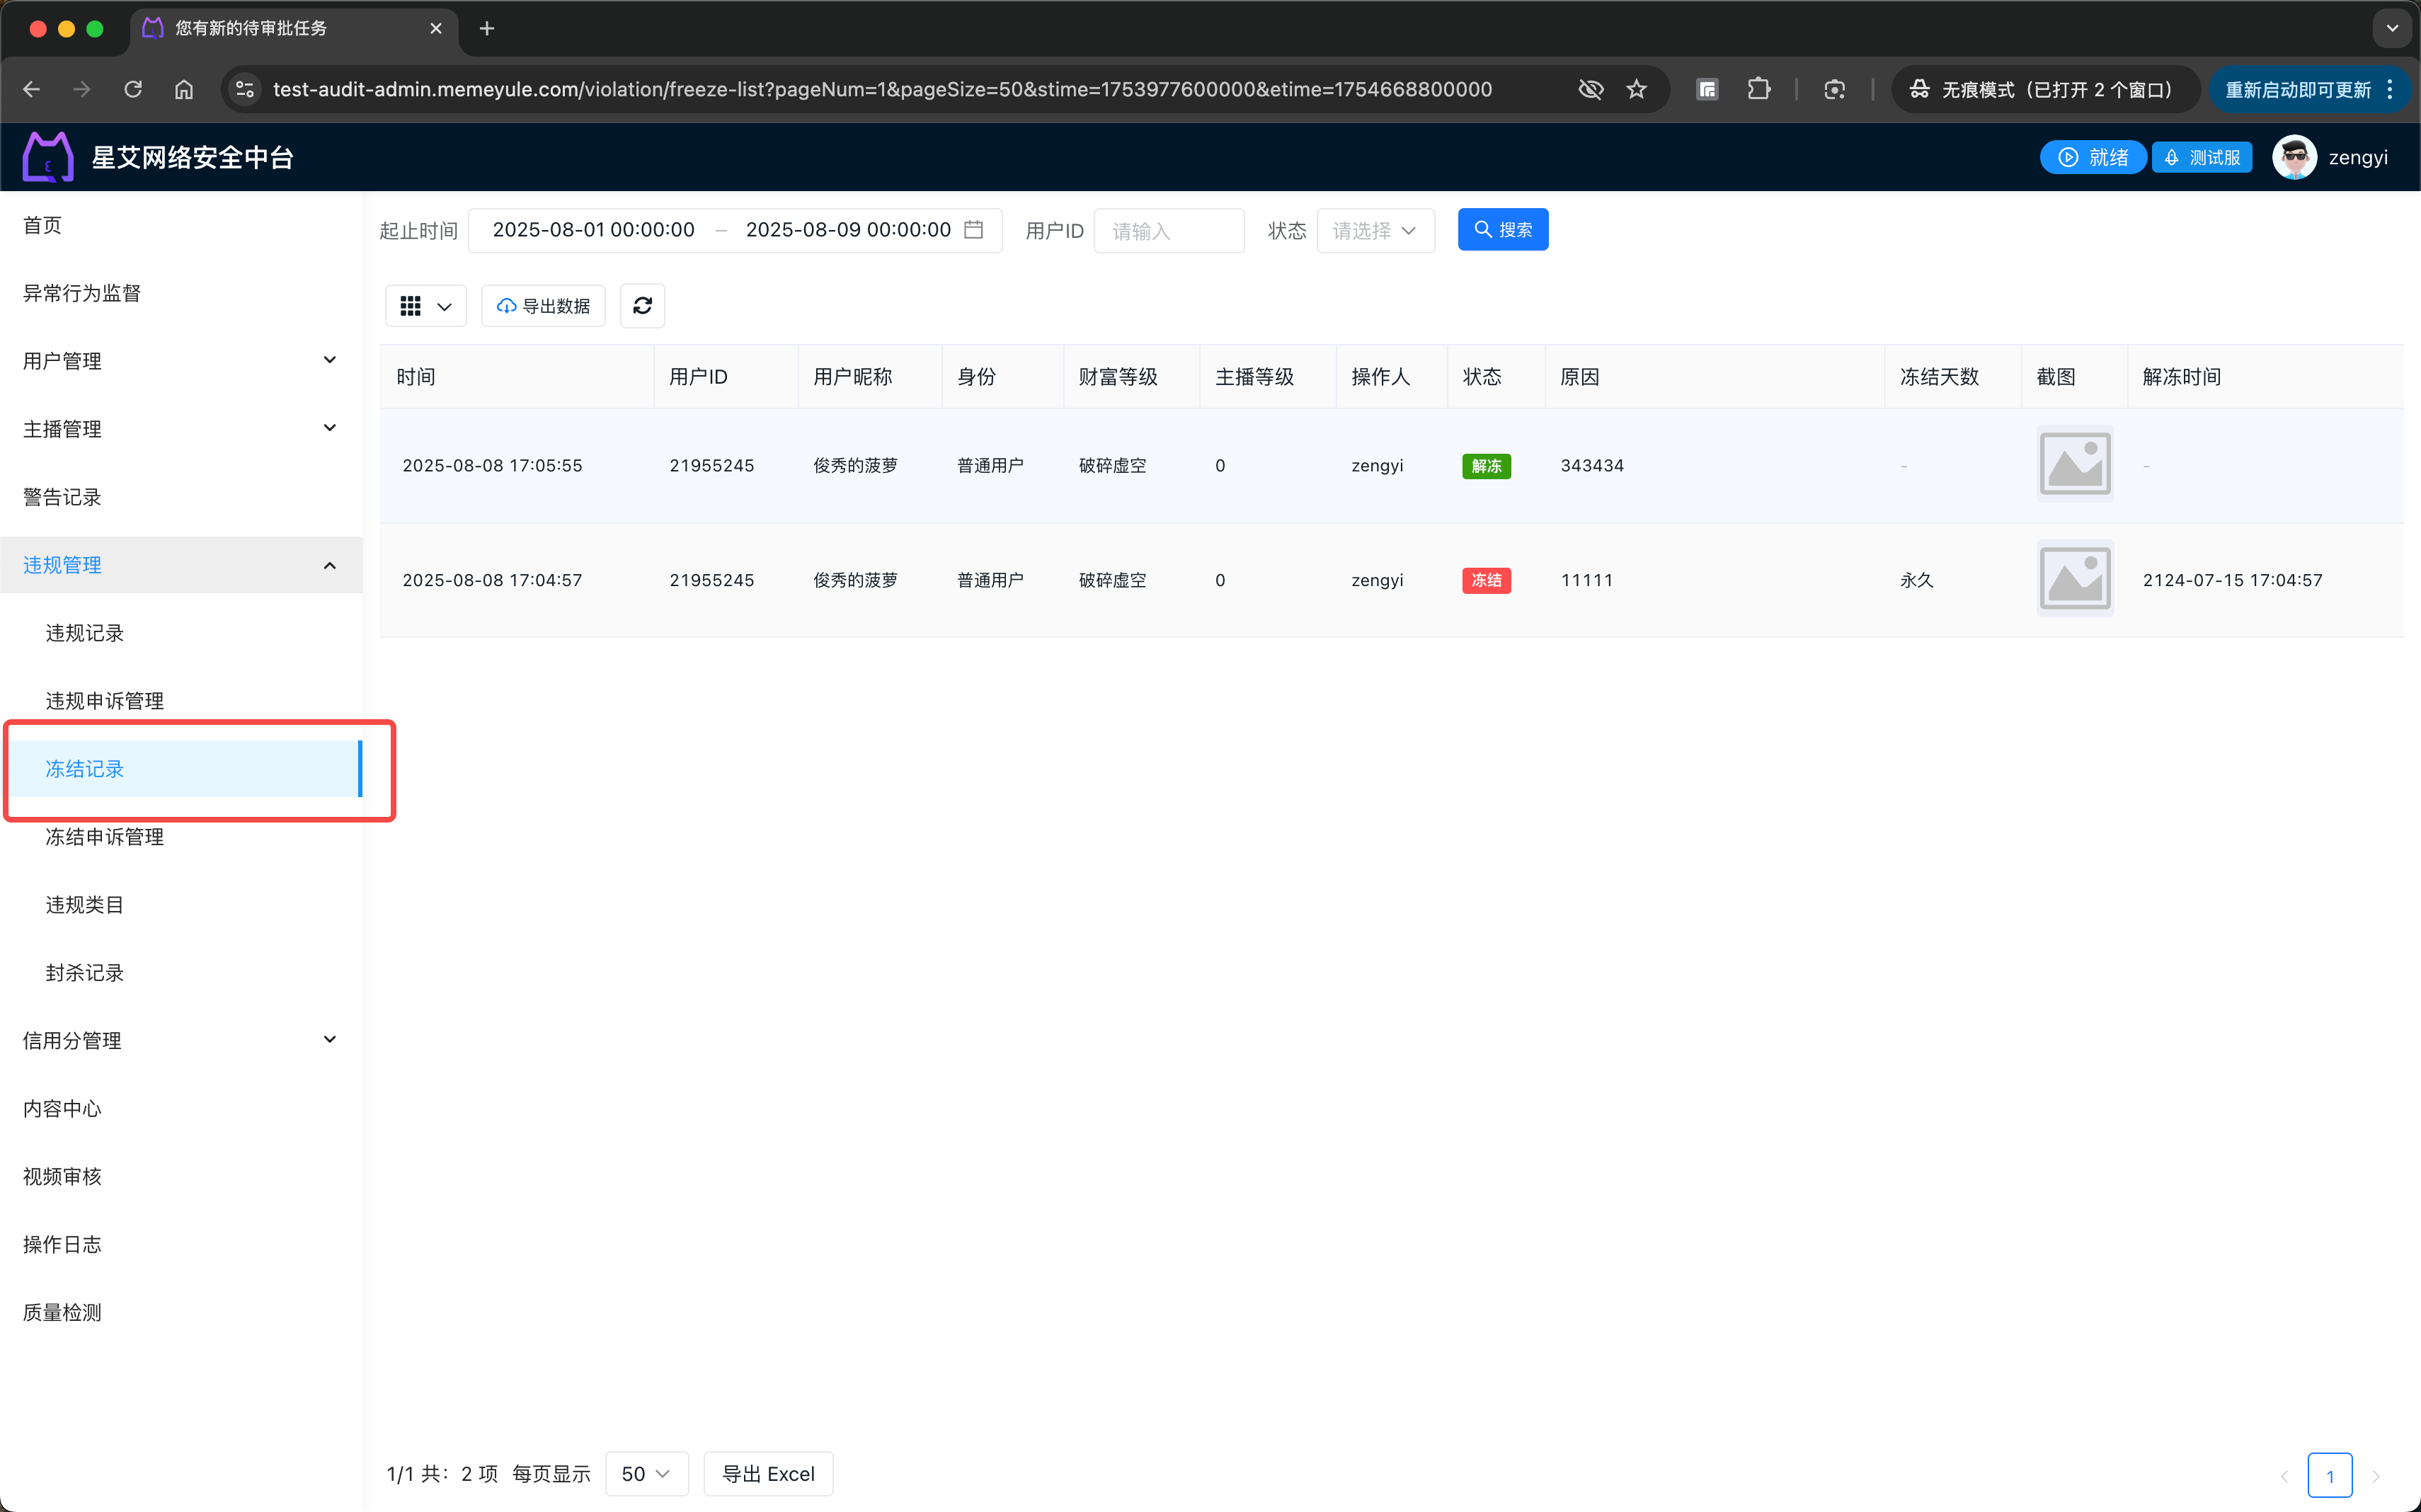 您有新的待审批任务
test-audit-admin.memeyule.com/violation/freeze-list?pageNum=1&pageSize=50&stime=1753977600000&etime=1754668800000
无痕模式（已打开 2 个窗口）
重新启动即可更新
星艾网络安全中台
就绪
测试服
zengyi
首页
异常行为监督
用户管理
主播管理
警告记录
违规管理
违规记录
违规申诉管理
冻结记录
冻结申诉管理
违规类目
封杀记录
信用分管理
内容中心
视频审核
操作日志
质量检测
起止时间 2025-08-01 00:00:00 – 2025-08-09 00:00:00 用户ID 请输入 状态 请选择 搜索
导出数据
时间 用户ID 用户昵称 身份 财富等级 主播等级 操作人 状态 原因 冻结天数 截图 解冻时间
2025-08-08 17:05:55 21955245 俊秀的菠萝 普通用户 破碎虚空 0 zengyi 解冻 343434 - -
2025-08-08 17:04:57 21955245 俊秀的菠萝 普通用户 破碎虚空 0 zengyi 冻结 11111 永久 2124-07-15 17:04:57
1/1 共：2 项 每页显示 50 导出 Excel
1